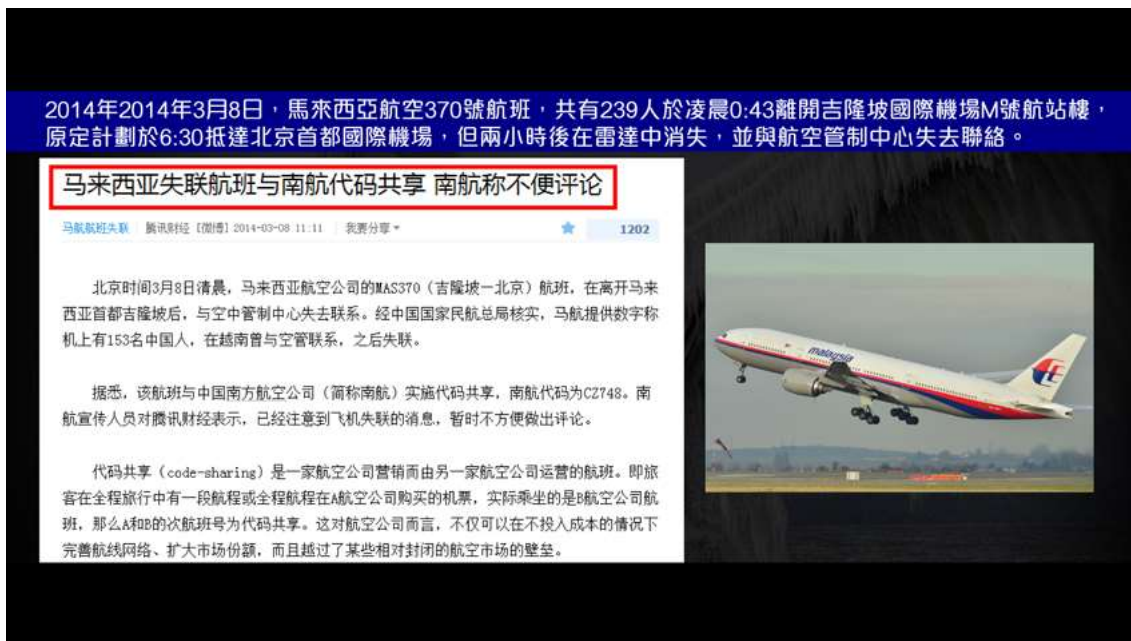 2014年2014年3月8日，馬來西亞航空370號航班，共有239人於凌晨0:43離開吉隆坡國際機場M號航站樓，
原定計劃於6:30抵達北京首都國際機場，但兩小時後在雷達中消失，並與航空管制中心失去聯絡。
马来西亚失联航班与南航代码共享 南航称不便评论
马航航班失联 腾讯财经 [微博] 2014-03-08 11:11 我要分享 1202
北京时间3月8日清晨，马来西亚航空公司的MAS370（吉隆坡—北京）航班，在离开马来
西亚首都吉隆坡后，与空中管制中心失去联系。经中国国家民航总局核实，马航提供数字称
机上有153名中国人，在越南曾与空管联系，之后失联。
据悉，该航班与中国南方航空公司（简称南航）实施代码共享，南航代码为CZ748。南
航宣传人员对腾讯财经表示，已经注意到飞机失联的消息，暂时不方便做出评论。
代码共享（code-sharing）是一家航空公司营销而由另一家航空公司运营的航班。即旅
客在全程旅行中有一段航程或全程航程在A航空公司购买的机票，实际乘坐的是B航空公司航
班，那么A和B的次航班号为代码共享。这对航空公司而言，不仅可以在不投入成本的情况下
完善航线网络、扩大市场份额，而且越过了某些相对封闭的航空市场的壁垒。
malaysia